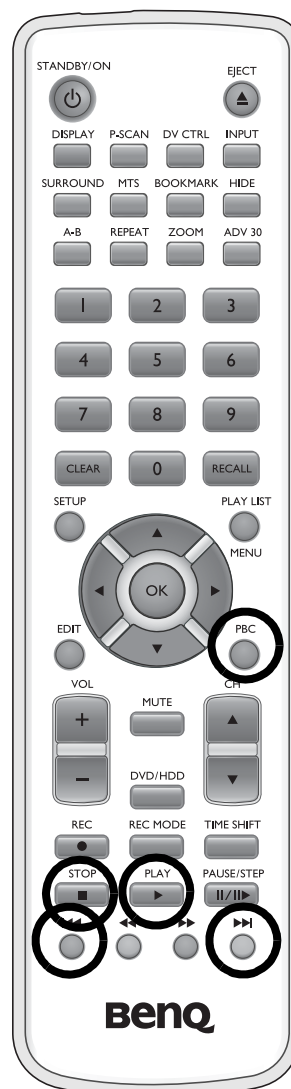 STANDBY/ON EJECT
DISPLAY P-SCAN DV CTRL INPUT
SURROUND MTS BOOKMARK HIDE
A-B REPEAT ZOOM ADV 30
1 2 3
4 5 6
7 8 9
CLEAR 0 RECALL
SETUP PLAY LIST
MENU
OK
EDIT PBC
VOL CH
+ MUTE
−
DVD/HDD
REC REC MODE TIME SHIFT
STOP PLAY PAUSE/STEP
BenQ